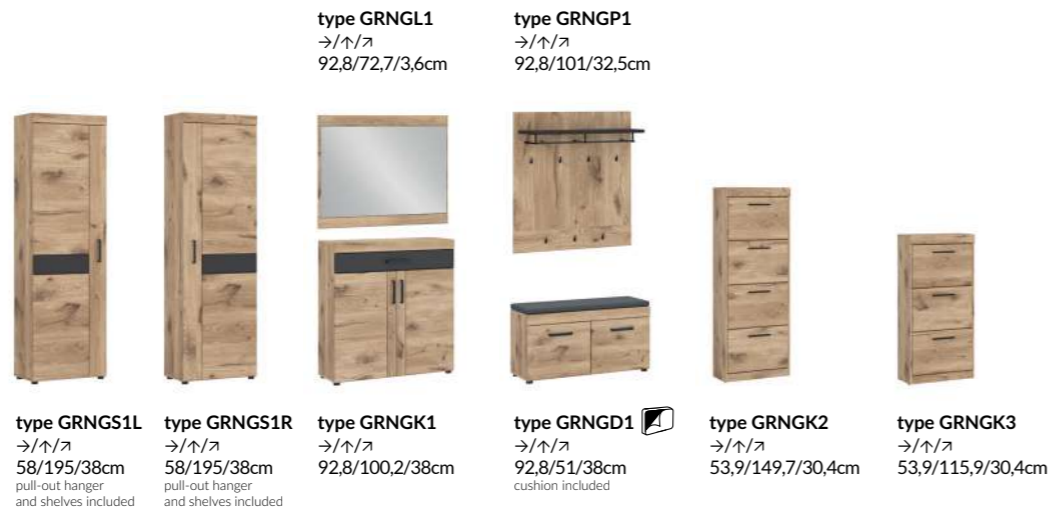 type GRNGL1
→/↑/↗
92,8/72,7/3,6cm
type GRNGP1
→/↑/↗
92,8/101/32,5cm
type GRNGS1L
→/↑/↗
58/195/38cm
pull-out hanger
and shelves included
type GRNGS1R
→/↑/↗
58/195/38cm
pull-out hanger
and shelves included
type GRNGK1
→/↑/↗
92,8/100,2/38cm
type GRNGD1
→/↑/↗
92,8/51/38cm
cushion included
type GRNGK2
→/↑/↗
53,9/149,7/30,4cm
type GRNGK3
→/↑/↗
53,9/115,9/30,4cm